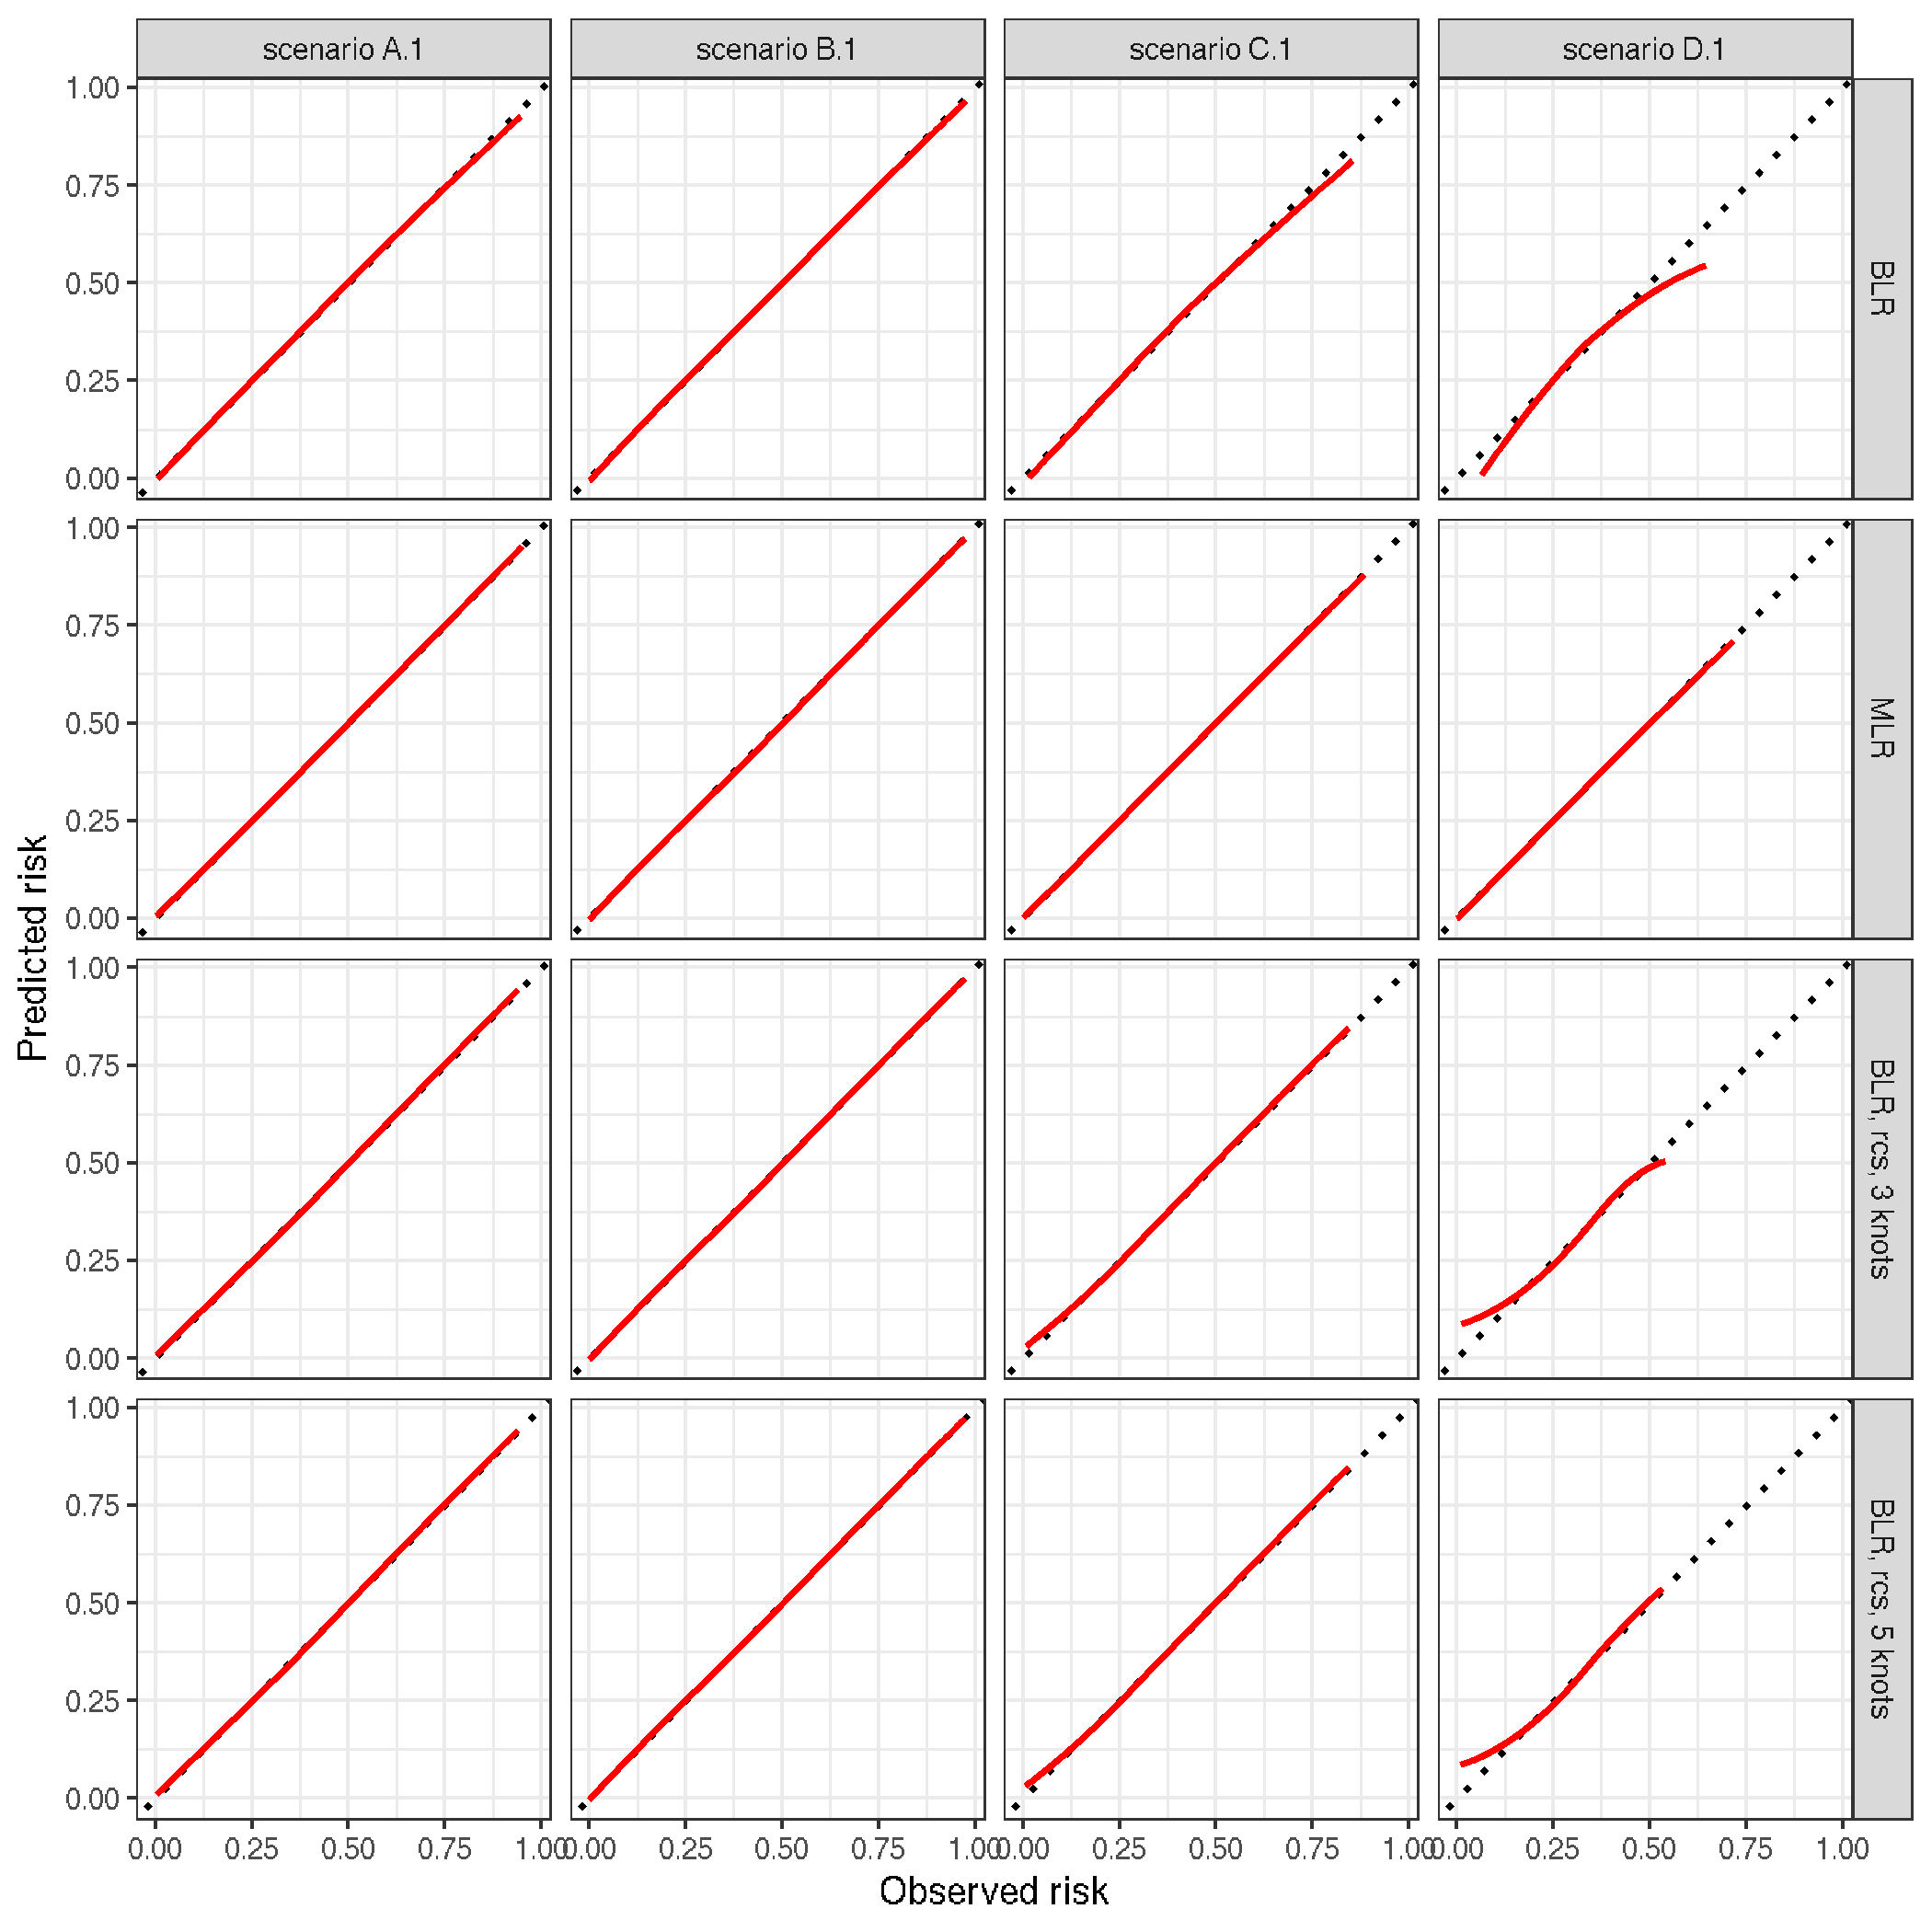 scenario A.1
scenario B.1
scenario C.1
scenario D.1
1.00
0.75
0.50
0.25
0.00
BLR
1.00
0.75
0.50
0.25
0.00
MLR
Predicted risk
1.00
0.75
0.50
0.25
0.00
BLR, rcs, 3 knots
1.00
0.75
0.50
0.25
0.00
BLR, rcs, 5 knots
0.00 0.25 0.50 0.75 1.00
0.00 0.25 0.50 0.75 1.00
0.00 0.25 0.50 0.75 1.00
0.00 0.25 0.50 0.75 1.00
Observed risk